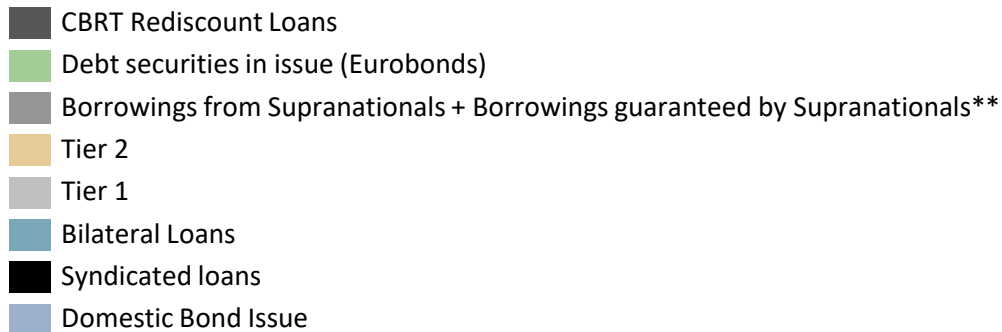 CBRT Rediscount Loans
Debt securities in issue (Eurobonds)
Borrowings from Supranationals + Borrowings guaranteed by Supranationals**
Tier 2
Tier 1
Bilateral Loans
Syndicated loans
Domestic Bond Issue